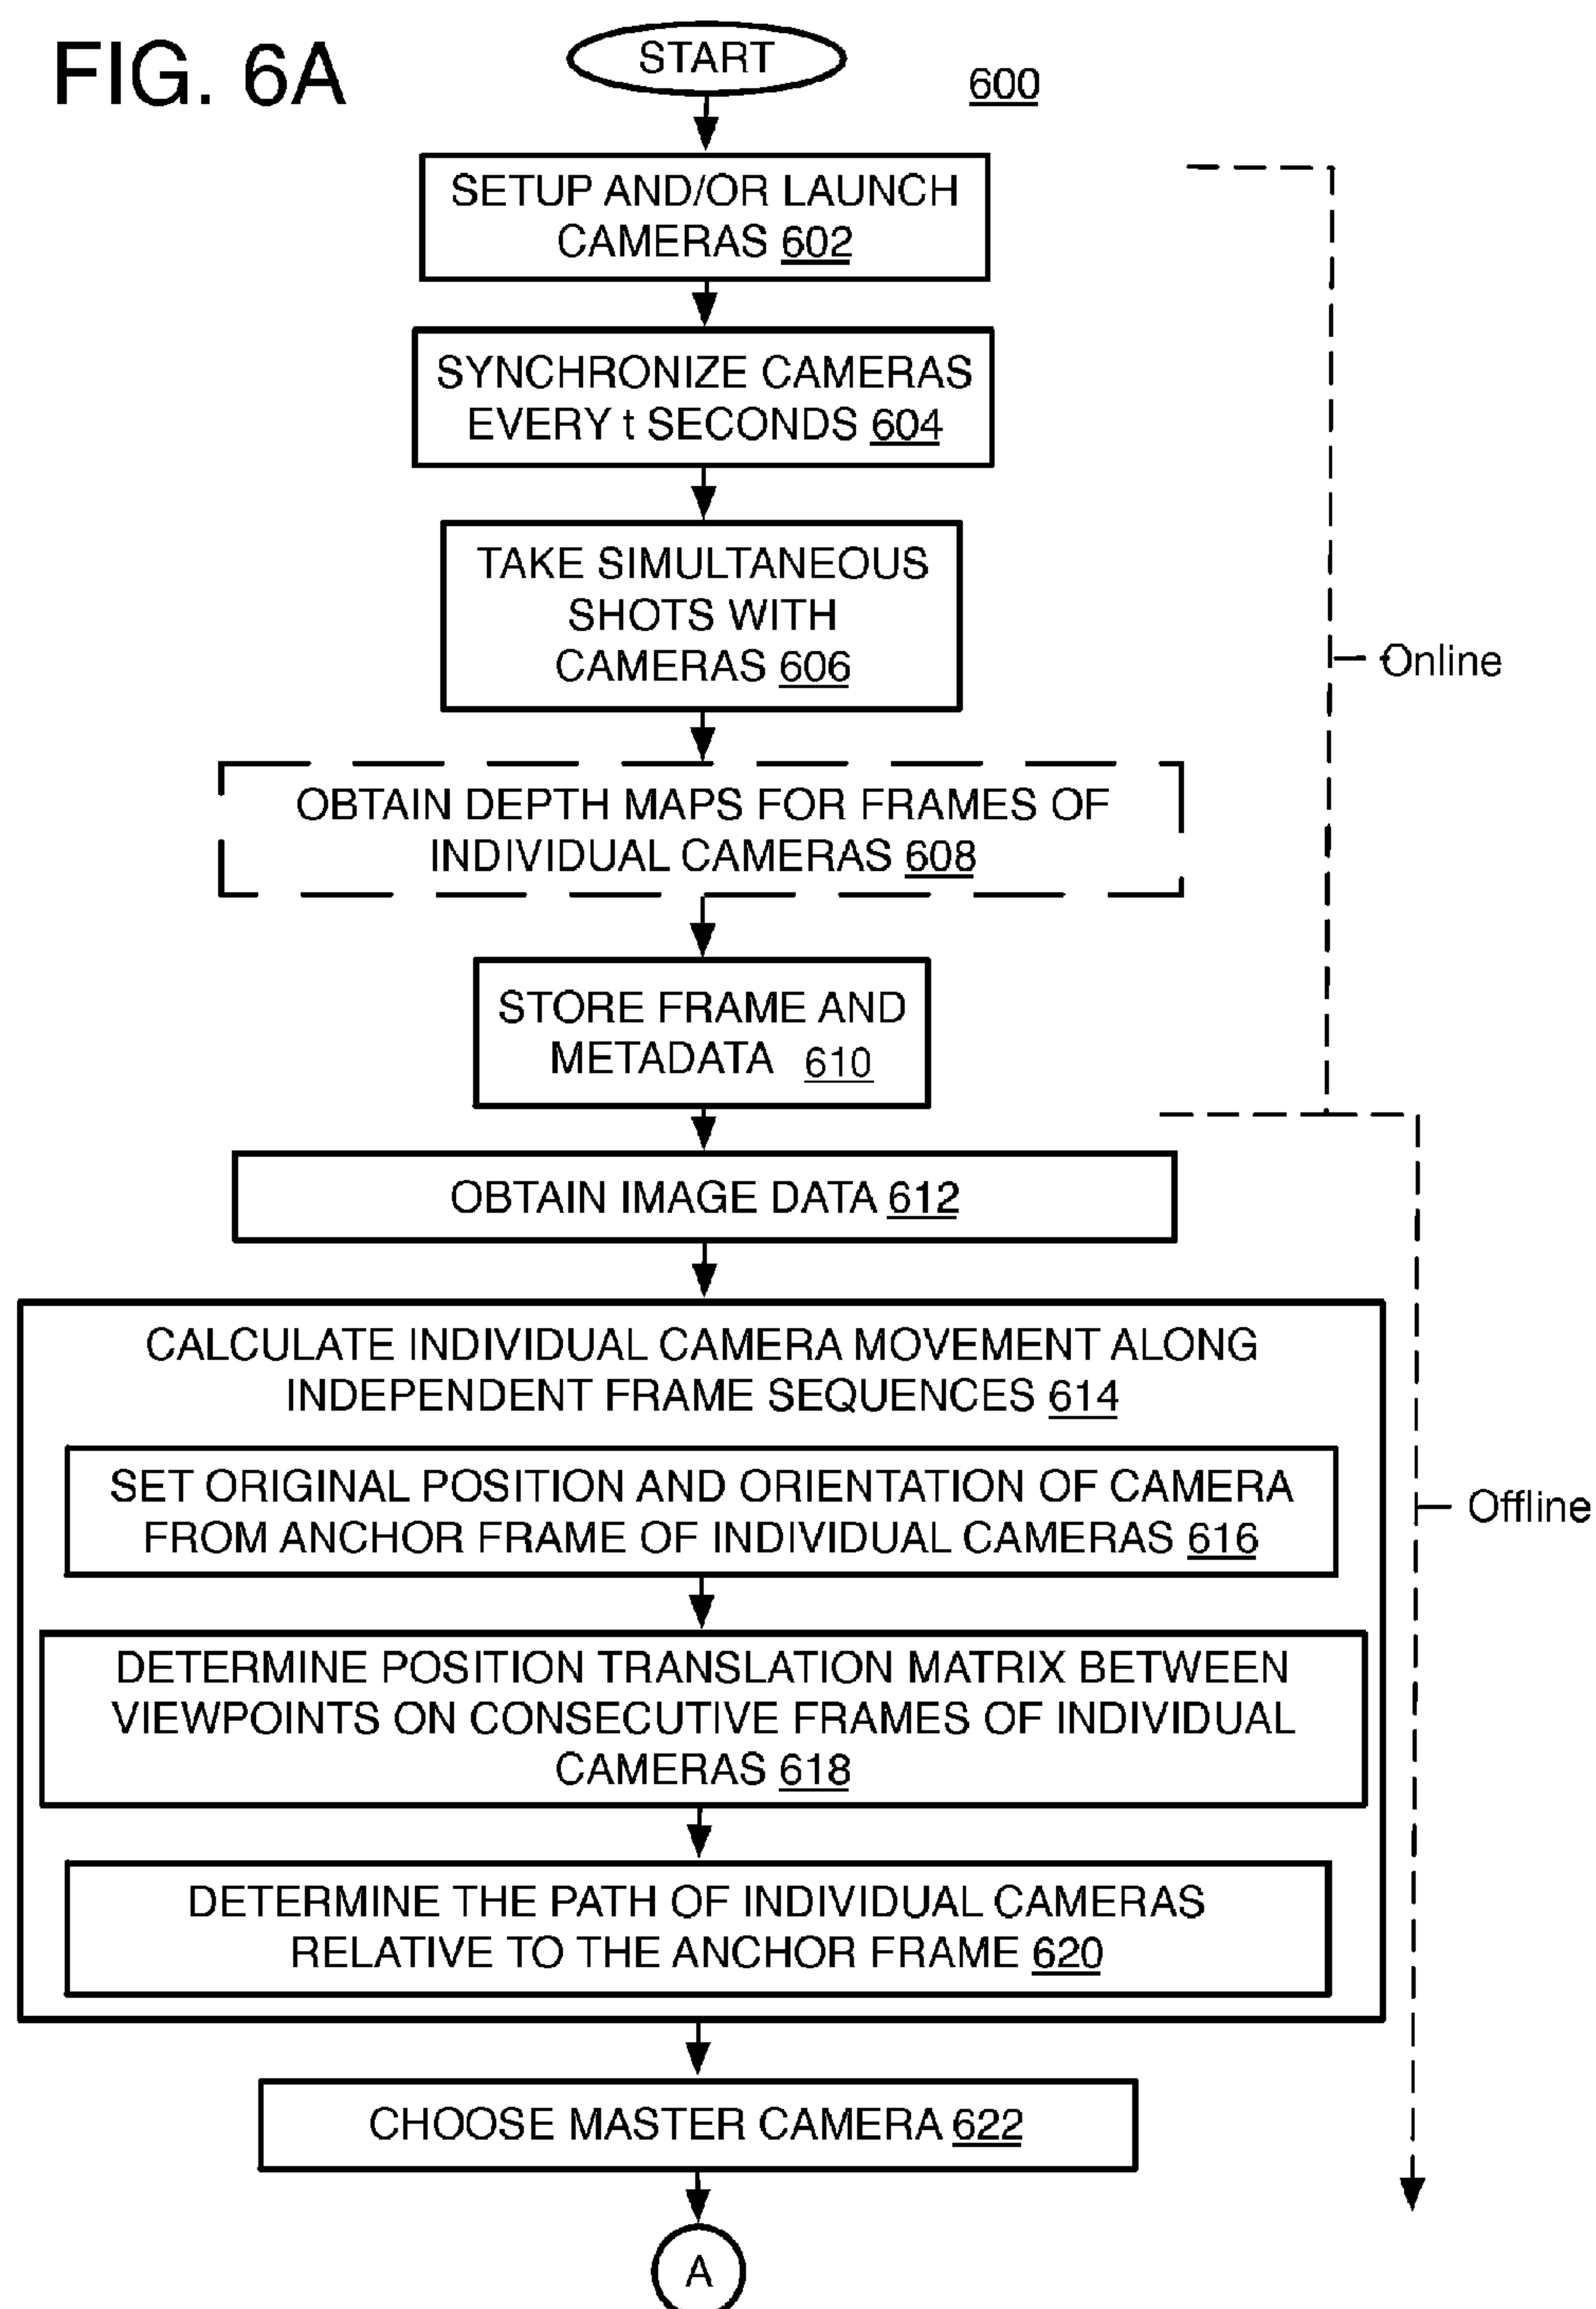 FIG. 6A
START
600
SETUP AND/OR LAUNCH
CAMERAS 602
SYNCHRONIZE CAMERAS
EVERY t SECONDS 604
TAKE SIMULTANEOUS
SHOTS WITH
CAMERAS 606
Online
OBTAIN DEPTH MAPS FOR FRAMES OF
INDIVIDUAL CAMERAS 608
STORE FRAME AND
METADATA 610
OBTAIN IMAGE DATA 612
CALCULATE INDIVIDUAL CAMERA MOVEMENT ALONG
INDEPENDENT FRAME SEQUENCES 614
SET ORIGINAL POSITION AND ORIENTATION OF CAMERA
FROM ANCHOR FRAME OF INDIVIDUAL CAMERAS 616
Offline
DETERMINE POSITION TRANSLATION MATRIX BETWEEN
VIEWPOINTS ON CONSECUTIVE FRAMES OF INDIVIDUAL
CAMERAS 618
DETERMINE THE PATH OF INDIVIDUAL CAMERAS
RELATIVE TO THE ANCHOR FRAME 620
CHOOSE MASTER CAMERA 622
A